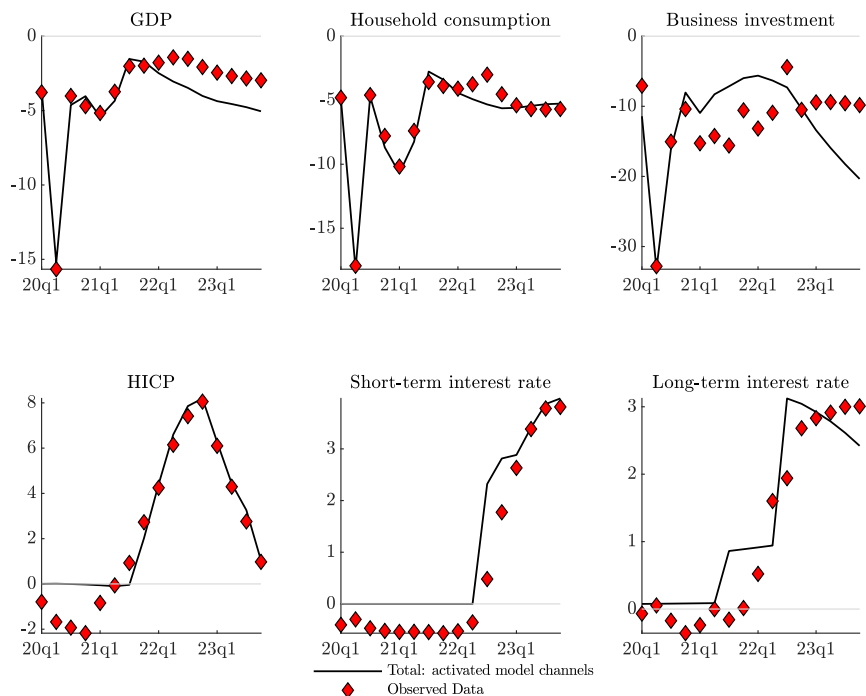 GDP
Household consumption
Business investment
0
-5
-10
-15
20q1 21q1 22q1 23q1
0
-5
-10
-15
20q1 21q1 22q1 23q1
0
-10
-20
-30
20q1 21q1 22q1 23q1
HICP
Short-term interest rate
Long-term interest rate
8
6
4
2
0
-2
20q1 21q1 22q1 23q1
3
2
1
0
20q1 21q1 22q1 23q1
3
2
1
0
20q1 21q1 22q1 23q1
Total: activated model channels
Observed Data